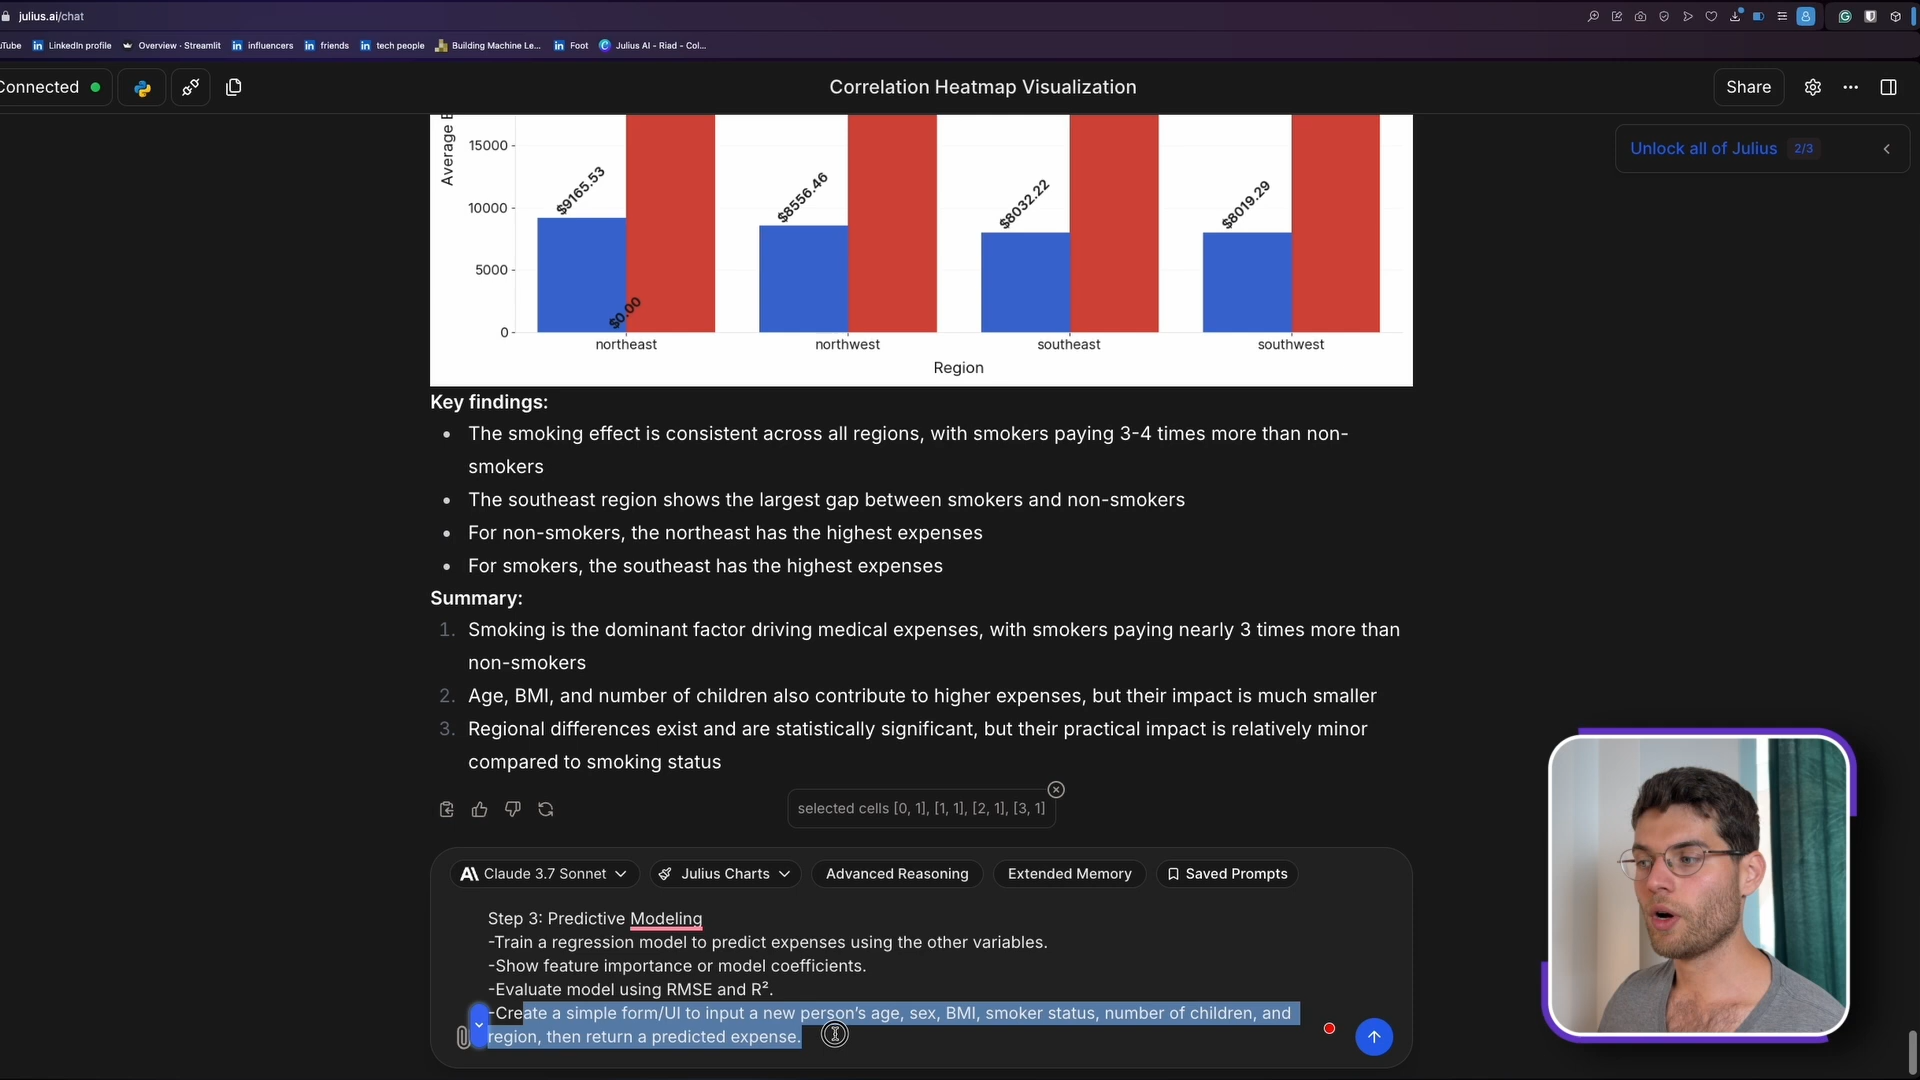 julius.ai/chat
uTube
LinkedIn profile
Overview · Streamlit
influencers
friends
tech people
Building Machine Le...
Foot
Julius AI - Riad - Col...
Connected
Correlation Heatmap Visualization
Share
Unlock all of Julius 2/3
Average E
15000
10000
5000
0
$9165.53
$8556.46
$8032.22
$8019.29
$0.00
northeast northwest southeast southwest
Region
Key findings:
The smoking effect is consistent across all regions, with smokers paying 3-4 times more than non-
smokers
The southeast region shows the largest gap between smokers and non-smokers
For non-smokers, the northeast has the highest expenses
For smokers, the southeast has the highest expenses
Summary:
1. Smoking is the dominant factor driving medical expenses, with smokers paying nearly 3 times more than
non-smokers
2. Age, BMI, and number of children also contribute to higher expenses, but their impact is much smaller
3. Regional differences exist and are statistically significant, but their practical impact is relatively minor
compared to smoking status
selected cells [0, 1], [1, 1], [2, 1], [3, 1]
Claude 3.7 Sonnet
Julius Charts
Advanced Reasoning
Extended Memory
Saved Prompts
Step 3: Predictive Modeling
-Train a regression model to predict expenses using the other variables.
-Show feature importance or model coefficients.
-Evaluate model using RMSE and R².
-Create a simple form/UI to input a new person's age, sex, BMI, smoker status, number of children, and
region, then return a predicted expense.